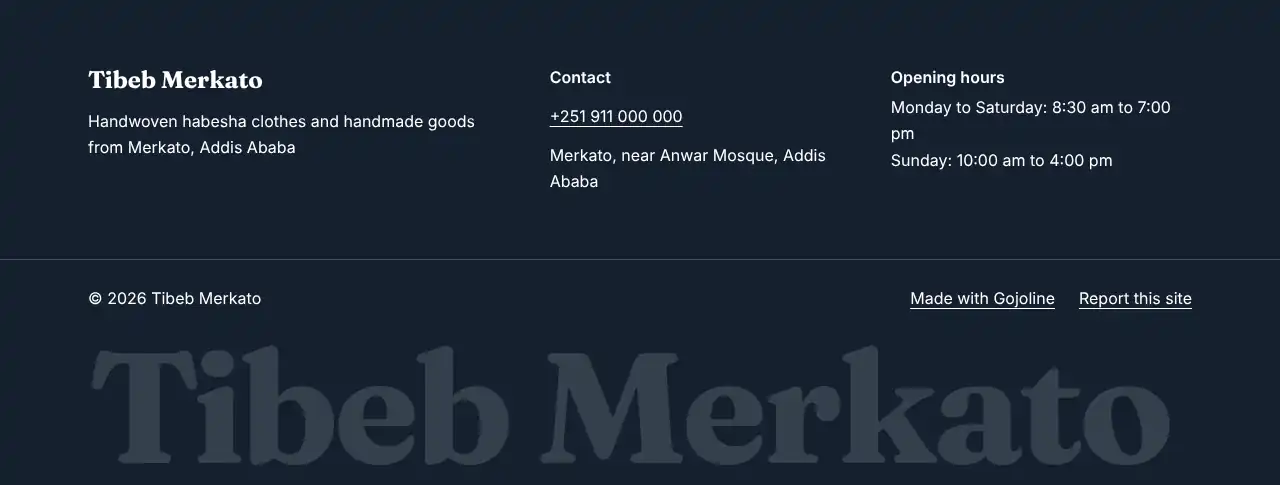 Tibeb Merkato
Handwoven habesha clothes and handmade goods
from Merkato, Addis Ababa
Contact
+251 911 000 000
Merkato, near Anwar Mosque, Addis
Ababa
Opening hours
Monday to Saturday: 8:30 am to 7:00
pm
Sunday: 10:00 am to 4:00 pm
© 2026 Tibeb Merkato
Made with Gojoline
Report this site
Tibeb Merkato